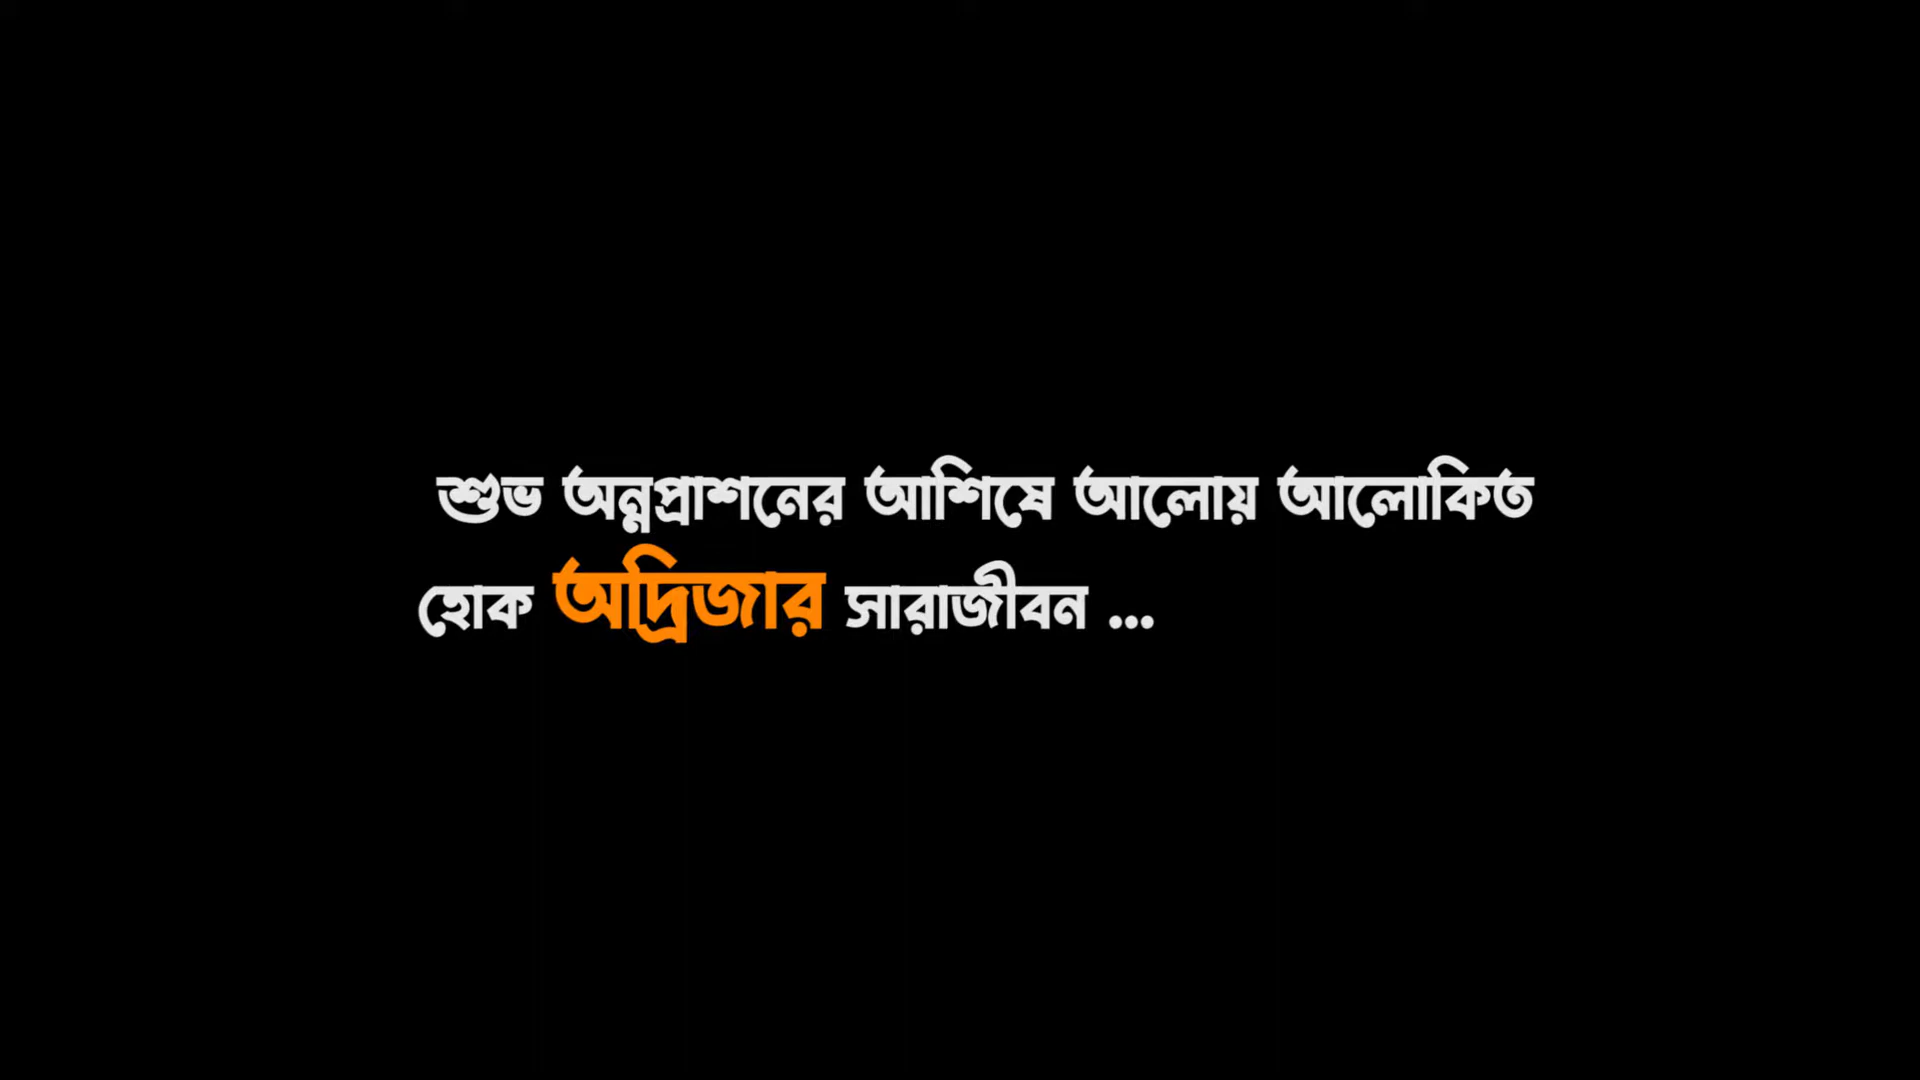 শুভ অন্নপ্রাশনের আশিষে আলোয় আলোকিত
হোক অদ্রিজার সারাজীবন ...